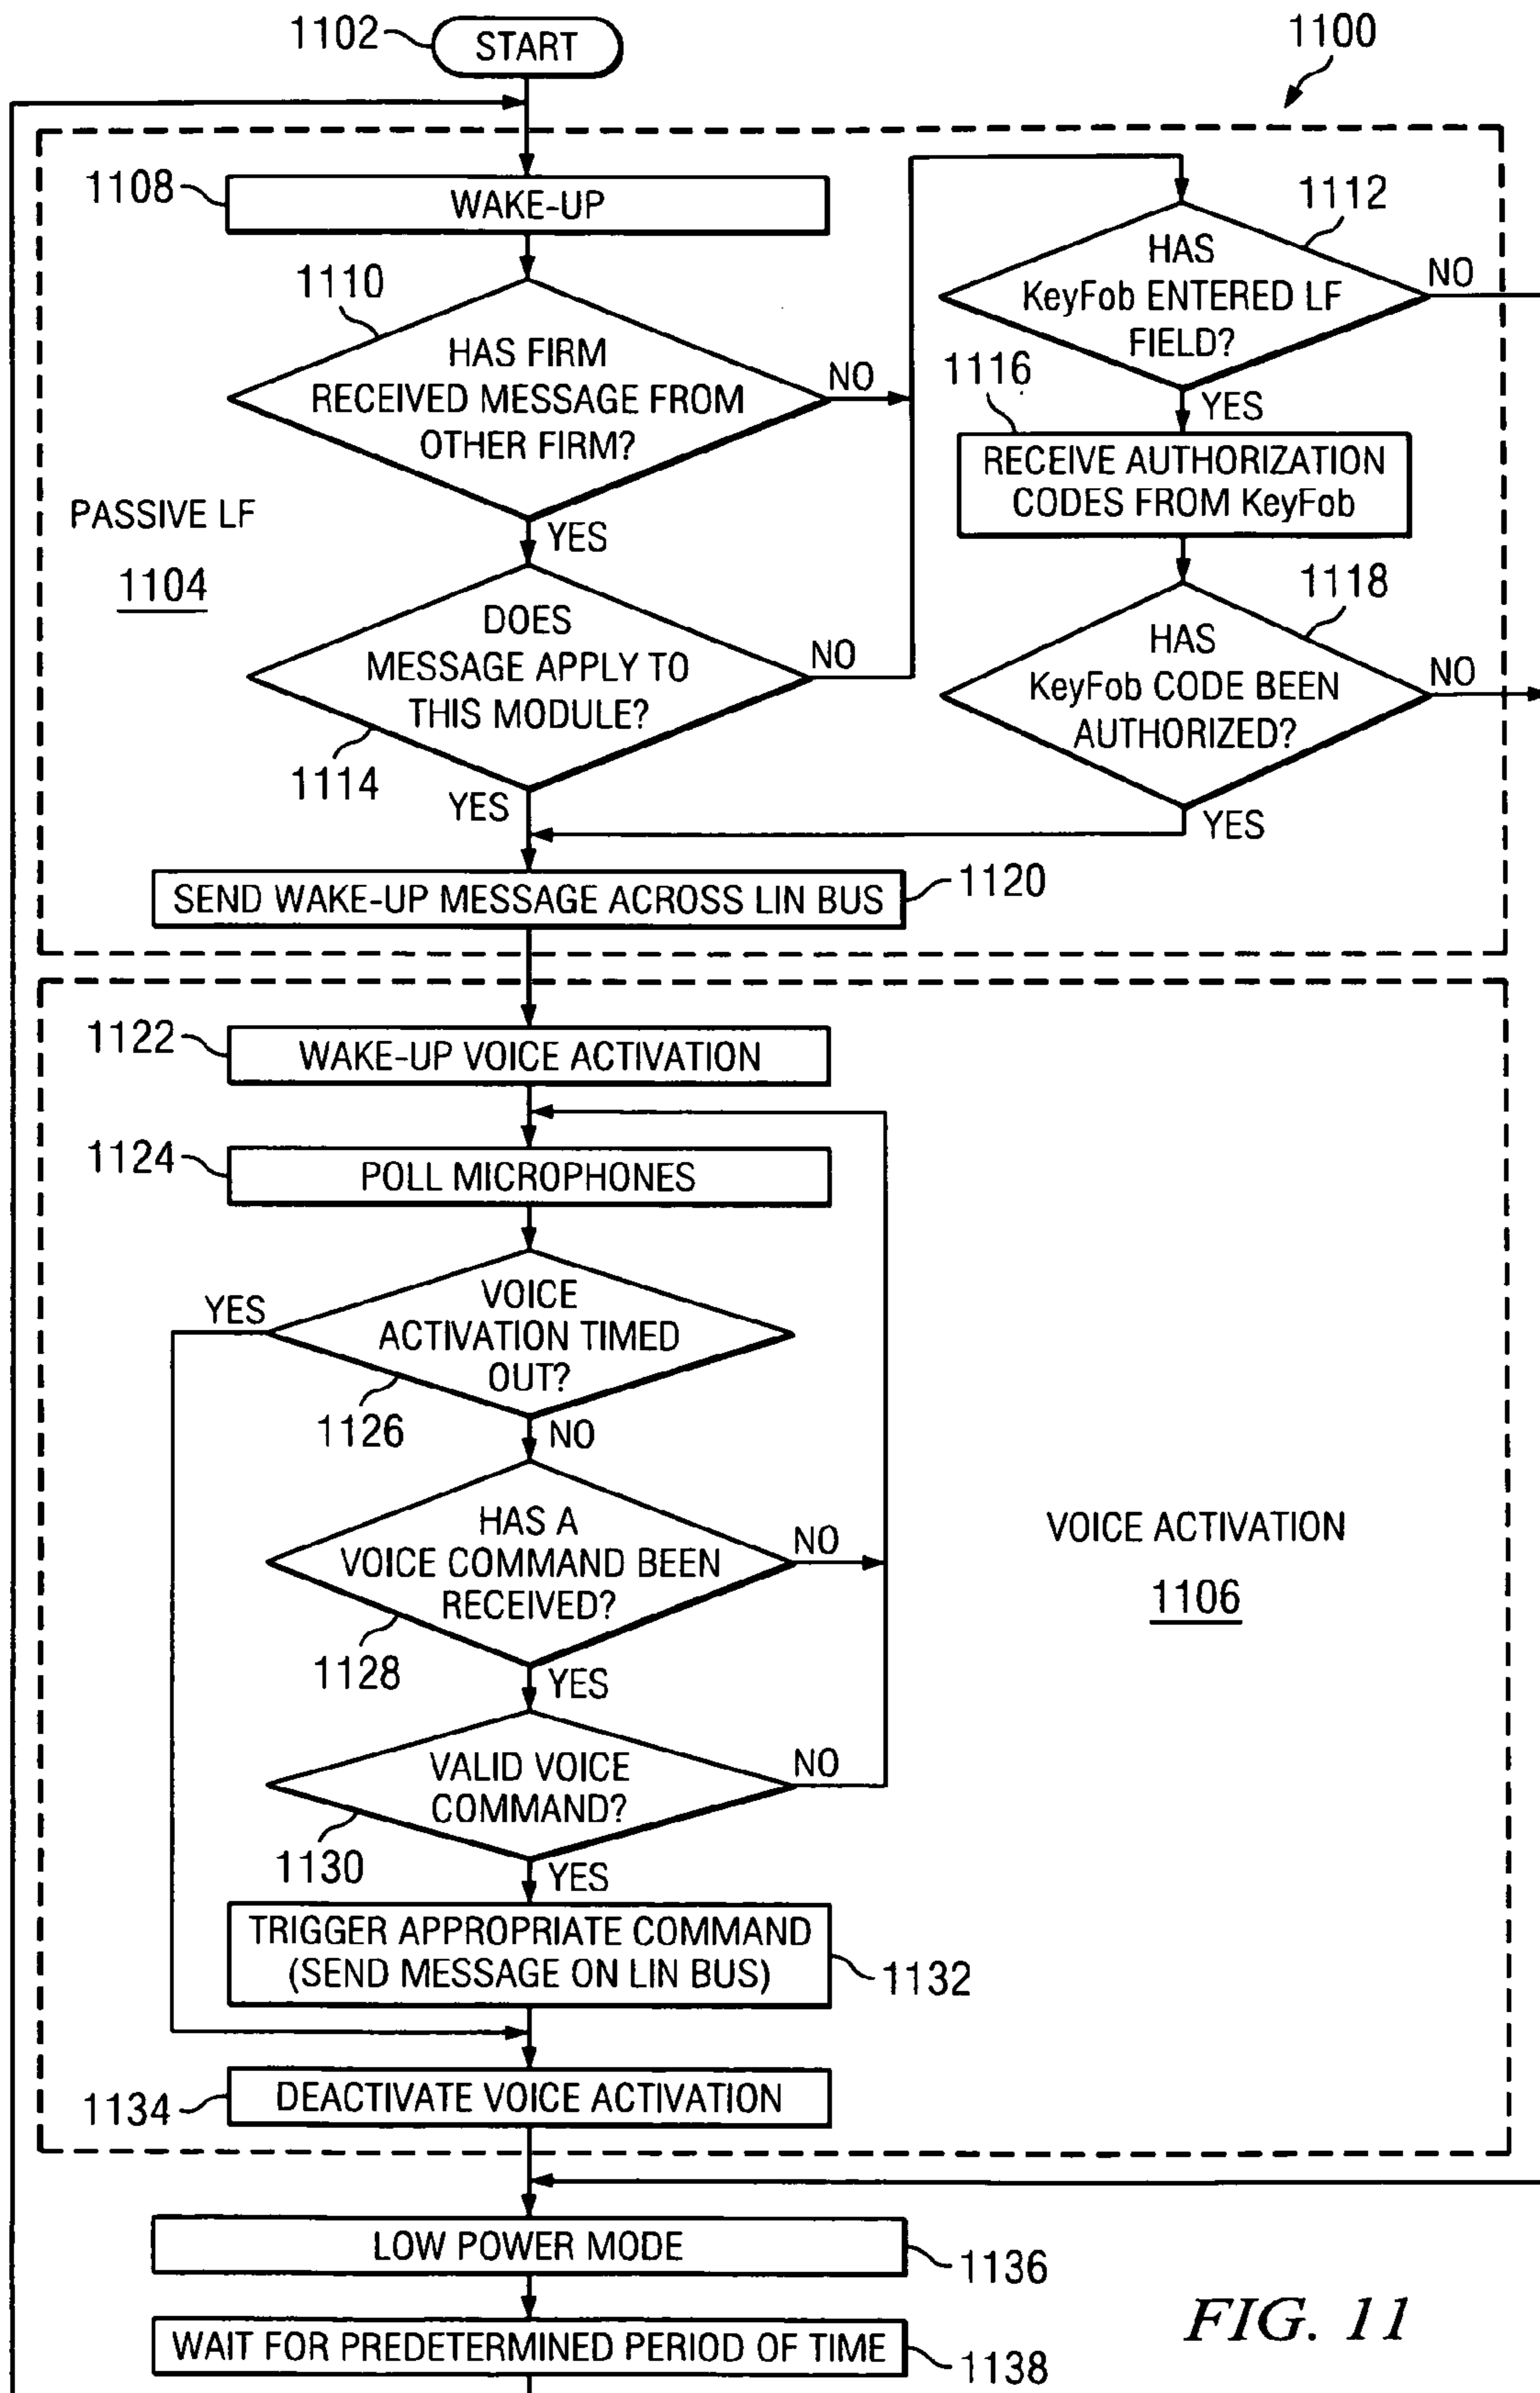 1102
START
1100
1108
WAKE-UP
1110
HAS FIRM
RECEIVED MESSAGE FROM
OTHER FIRM?
NO
YES
1112
HAS
KeyFob ENTERED LF
FIELD?
NO
YES
1116
RECEIVE AUTHORIZATION
CODES FROM KeyFob
PASSIVE LF
1104
DOES
MESSAGE APPLY TO
THIS MODULE?
NO
1114
YES
1118
HAS
KeyFob CODE BEEN
AUTHORIZED?
NO
YES
SEND WAKE-UP MESSAGE ACROSS LIN BUS
1120
1122
WAKE-UP VOICE ACTIVATION
1124
POLL MICROPHONES
YES
VOICE
ACTIVATION TIMED
OUT?
1126
NO
HAS A
VOICE COMMAND BEEN
RECEIVED?
NO
1128
YES
VOICE ACTIVATION
1106
VALID VOICE
COMMAND?
NO
1130
YES
TRIGGER APPROPRIATE COMMAND
(SEND MESSAGE ON LIN BUS)
1132
1134
DEACTIVATE VOICE ACTIVATION
LOW POWER MODE
1136
WAIT FOR PREDETERMINED PERIOD OF TIME
1138
FIG. 11